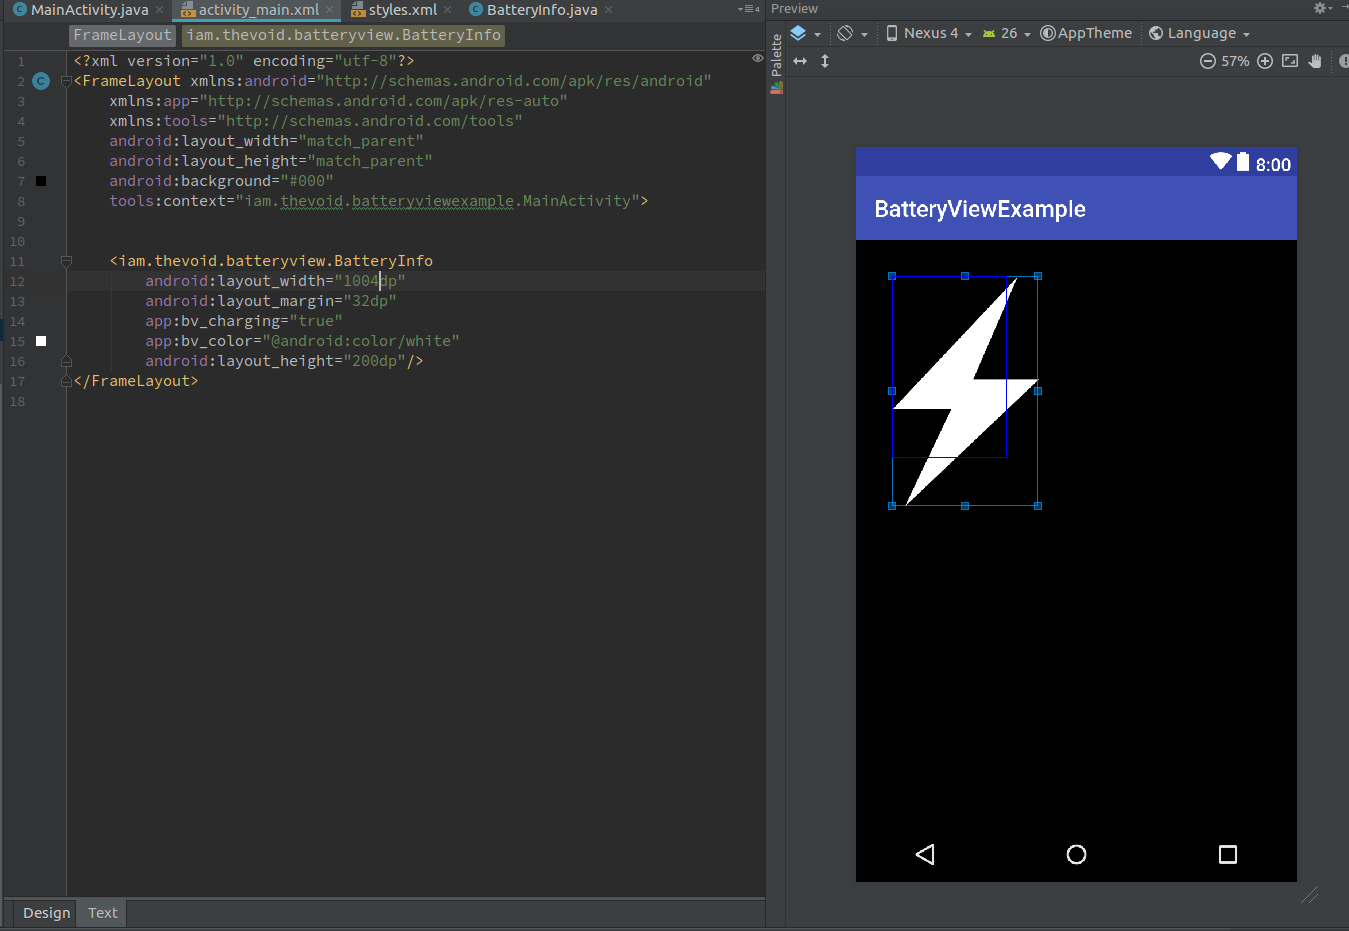 MainActivity.java activity_main.xml styles.xml BatteryInfo.java 4
FrameLayout iam.thevoid.batteryview.BatteryInfo
1 <?xml version="1.0" encoding="utf-8"?>
2 <FrameLayout xmlns:android="http://schemas.android.com/apk/res/android"
3 xmlns:app="http://schemas.android.com/apk/res-auto"
4 xmlns:tools="http://schemas.android.com/tools"
5 android:layout_width="match_parent"
6 android:layout_height="match_parent"
7 android:background="#000"
8 tools:context="iam.thevoid.batteryviewexample.MainActivity">
9
10
11 <iam.thevoid.batteryview.BatteryInfo
12 android:layout_width="1004dp"
13 android:layout_margin="32dp"
14 app:bv_charging="true"
15 app:bv_color="@android:color/white"
16 android:layout_height="200dp"/>
17 </FrameLayout>
18
Design Text
Preview
Palette
Nexus 4 26 AppTheme Language
57%
8:00
BatteryViewExample